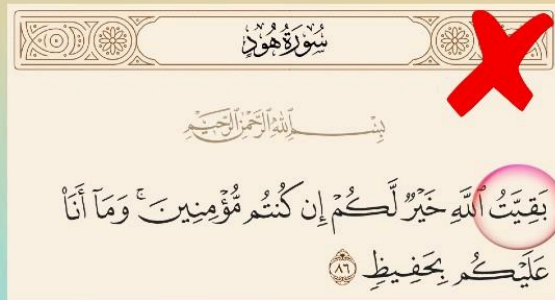 سُورَةُ هُودٍ
بِسْمِ ٱللَّهِ ٱلرَّحْمَٰنِ ٱلرَّحِيمِ
بَقِيَّتُ ٱللَّهِ خَيْرٌ لَّكُمْ إِن كُنتُم مُّؤْمِنِينَ ۚ وَمَآ أَنَا۠
عَلَيْكُم بِحَفِيظٍ ٨٦